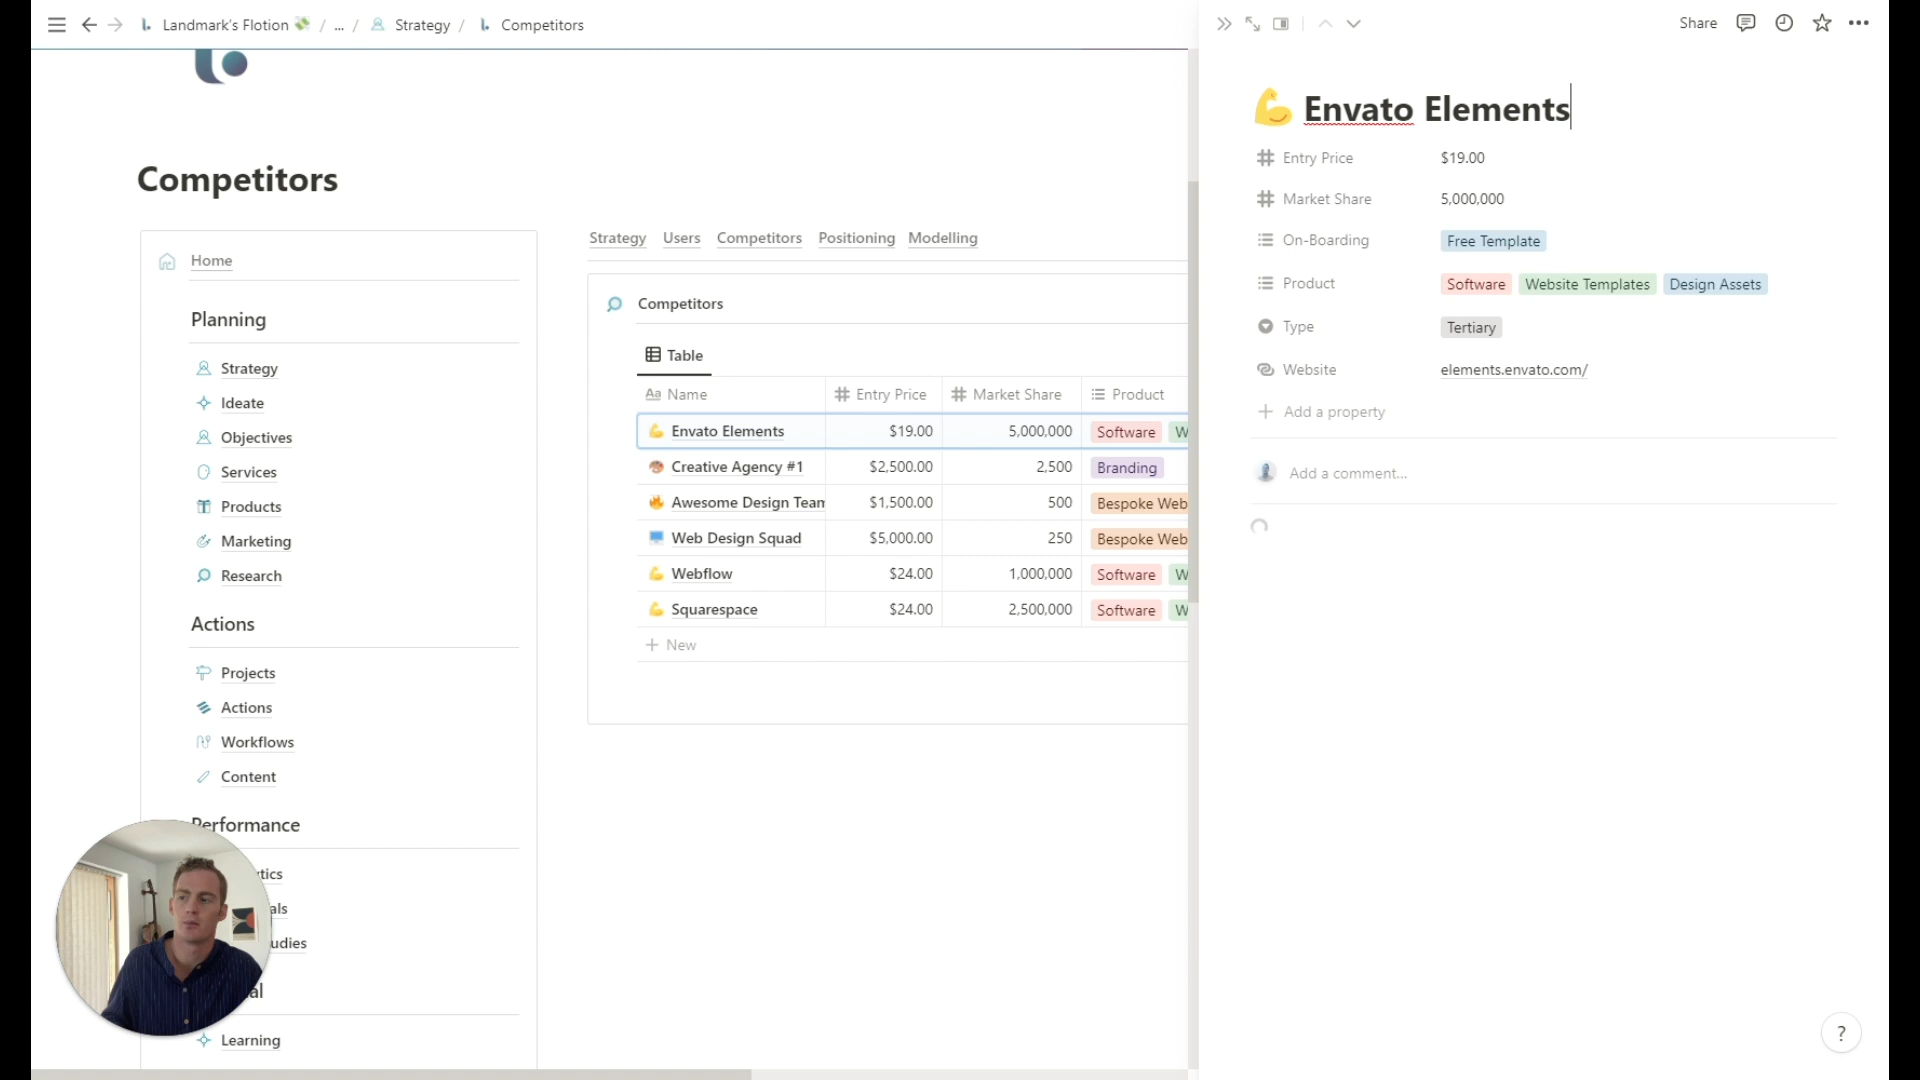 Landmark's Flotion / ... / Strategy / Competitors
Competitors
Home
Planning
Strategy
Ideate
Objectives
Services
Products
Marketing
Research
Actions
Projects
Actions
Workflows
Content
Performance
tics
als
udies
al
Learning
Strategy Users Competitors Positioning Modelling
Competitors
Table
Aa Name Entry Price Market Share Product
Envato Elements $19.00 5,000,000 Software W
Creative Agency #1 $2,500.00 2,500 Branding
Awesome Design Team $1,500.00 500 Bespoke Web
Web Design Squad $5,000.00 250 Bespoke Web
Webflow $24.00 1,000,000 Software W
Squarespace $24.00 2,500,000 Software W
+ New
Share
Envato Elements
Entry Price $19.00
Market Share 5,000,000
On-Boarding Free Template
Product Software Website Templates Design Assets
Type Tertiary
Website elements.envato.com/
+ Add a property
Add a comment...
?